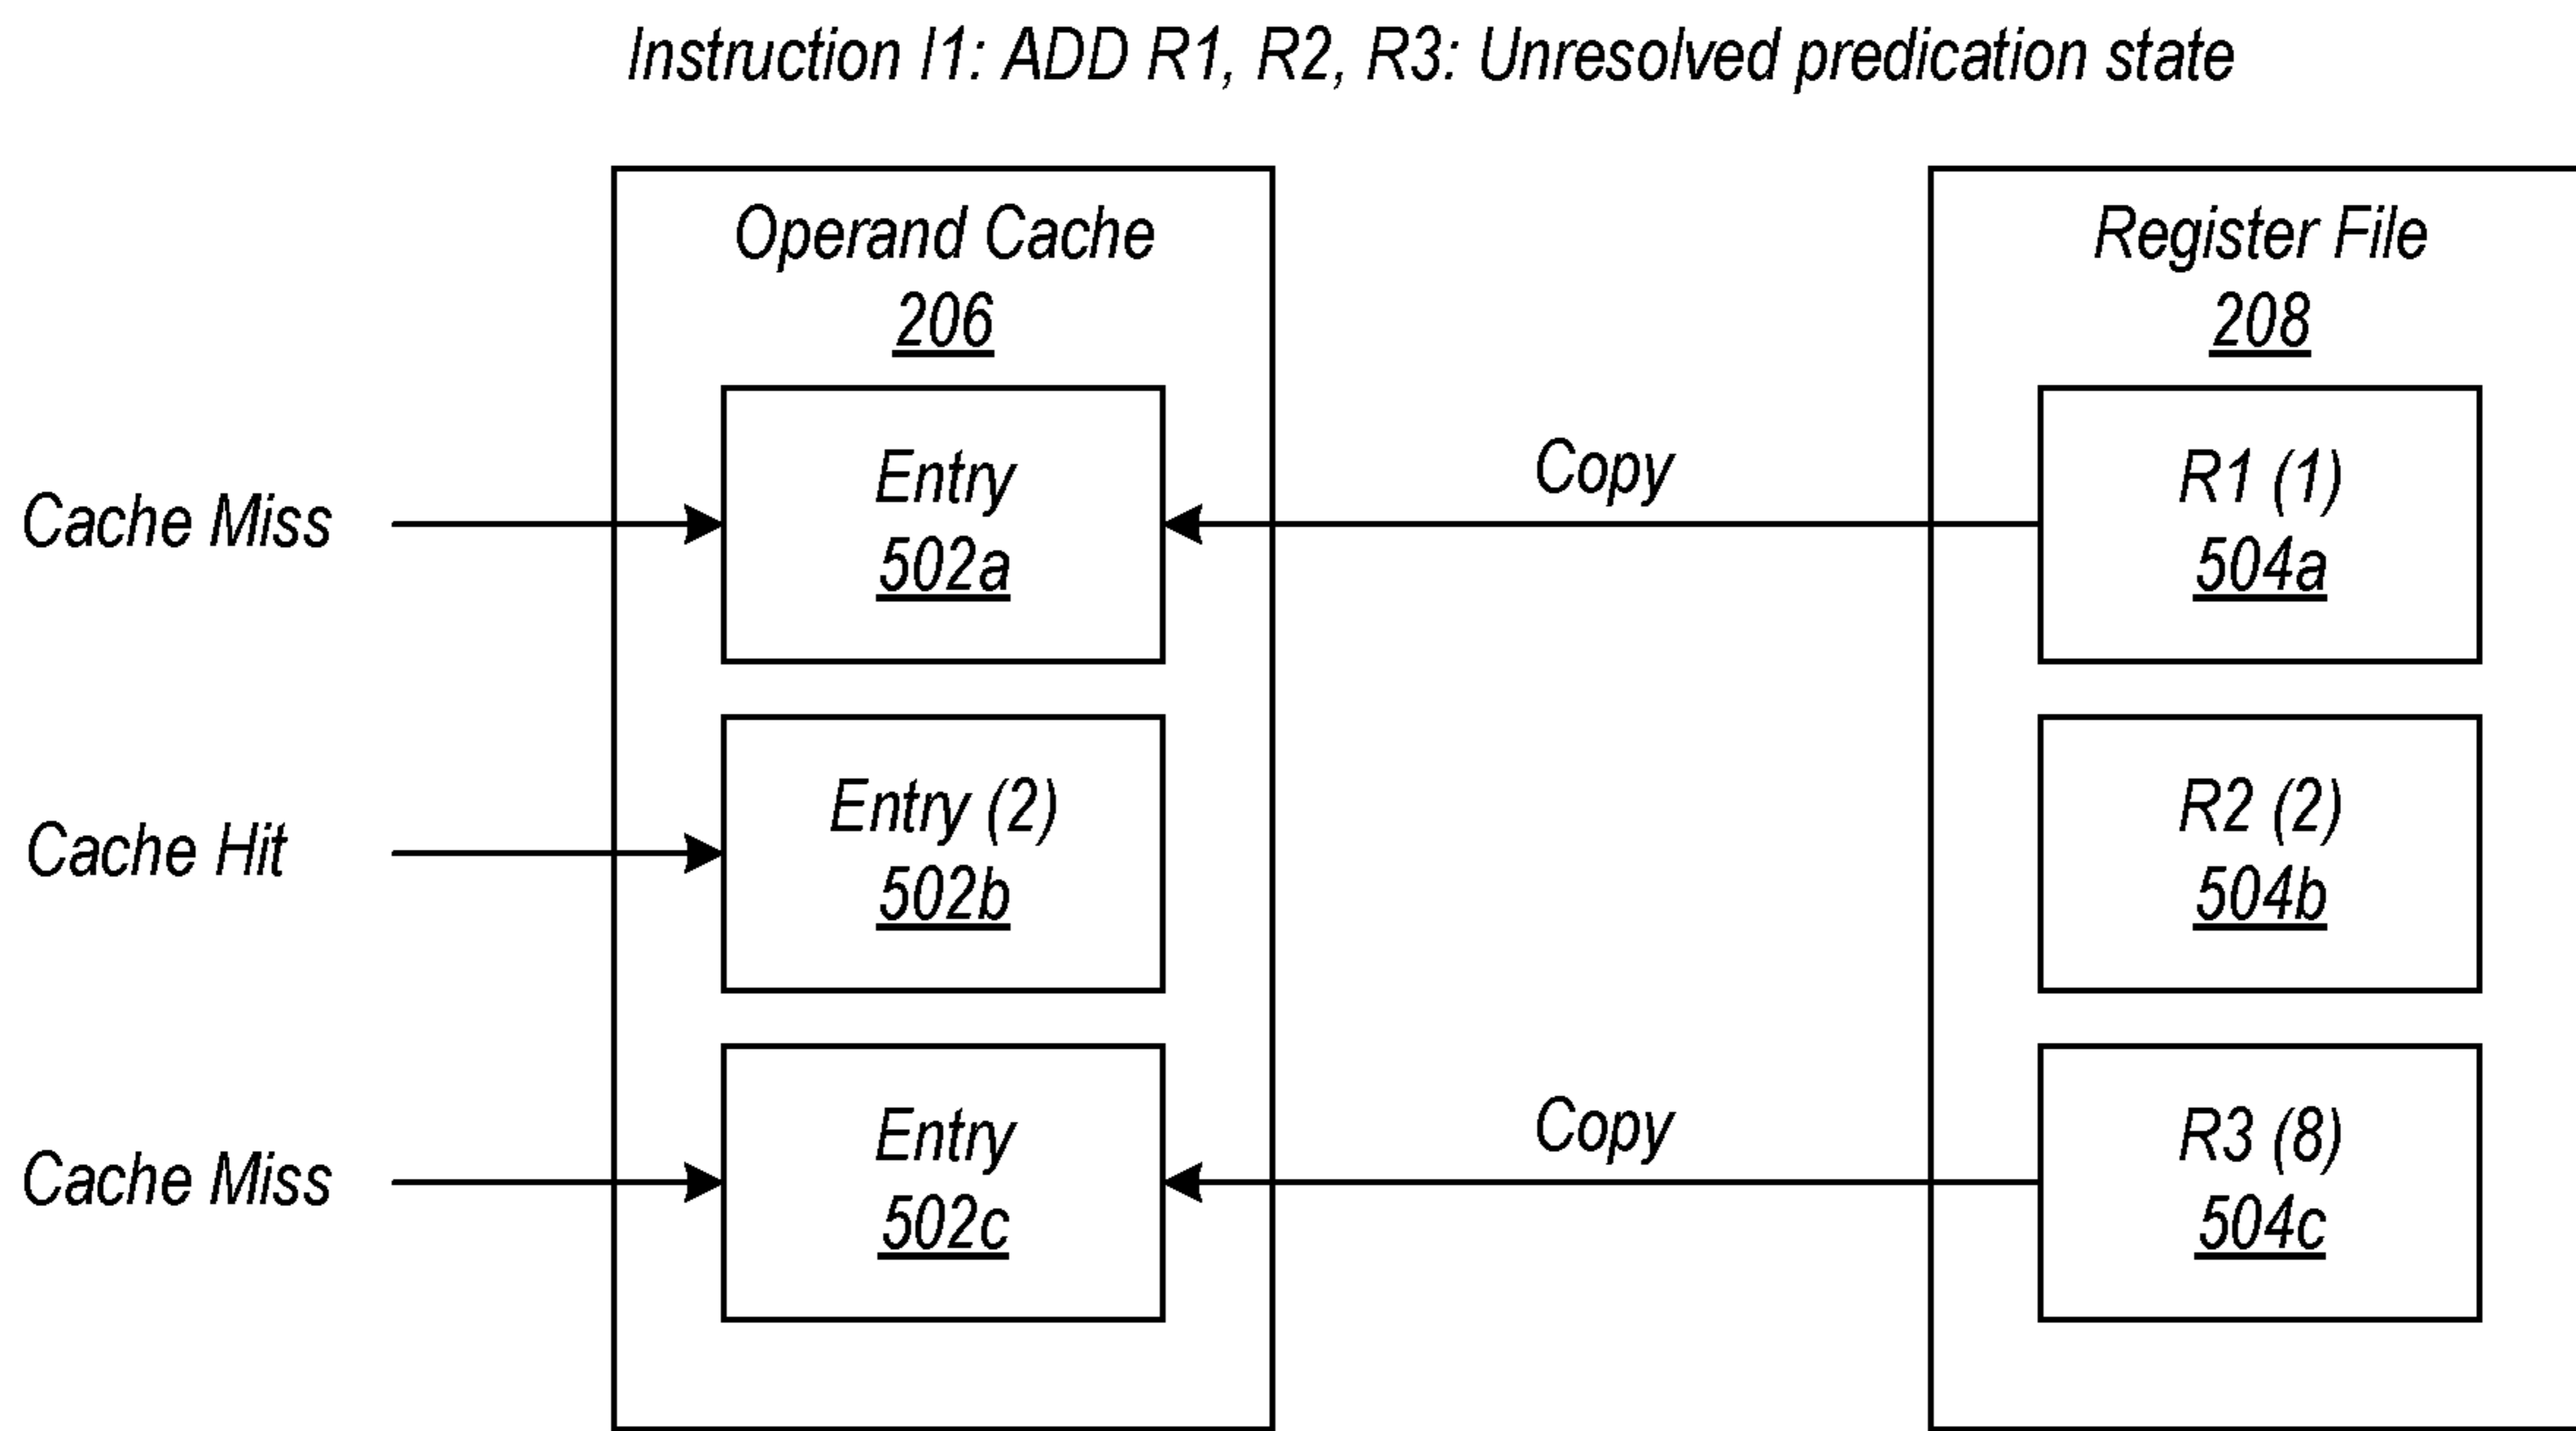 Instruction I1: ADD R1, R2, R3: Unresolved predication state
Operand Cache
206
Register File
208
Cache Miss
Entry
502a
Copy
R1 (1)
504a
Cache Hit
Entry (2)
502b
R2 (2)
504b
Cache Miss
Entry
502c
Copy
R3 (8)
504c